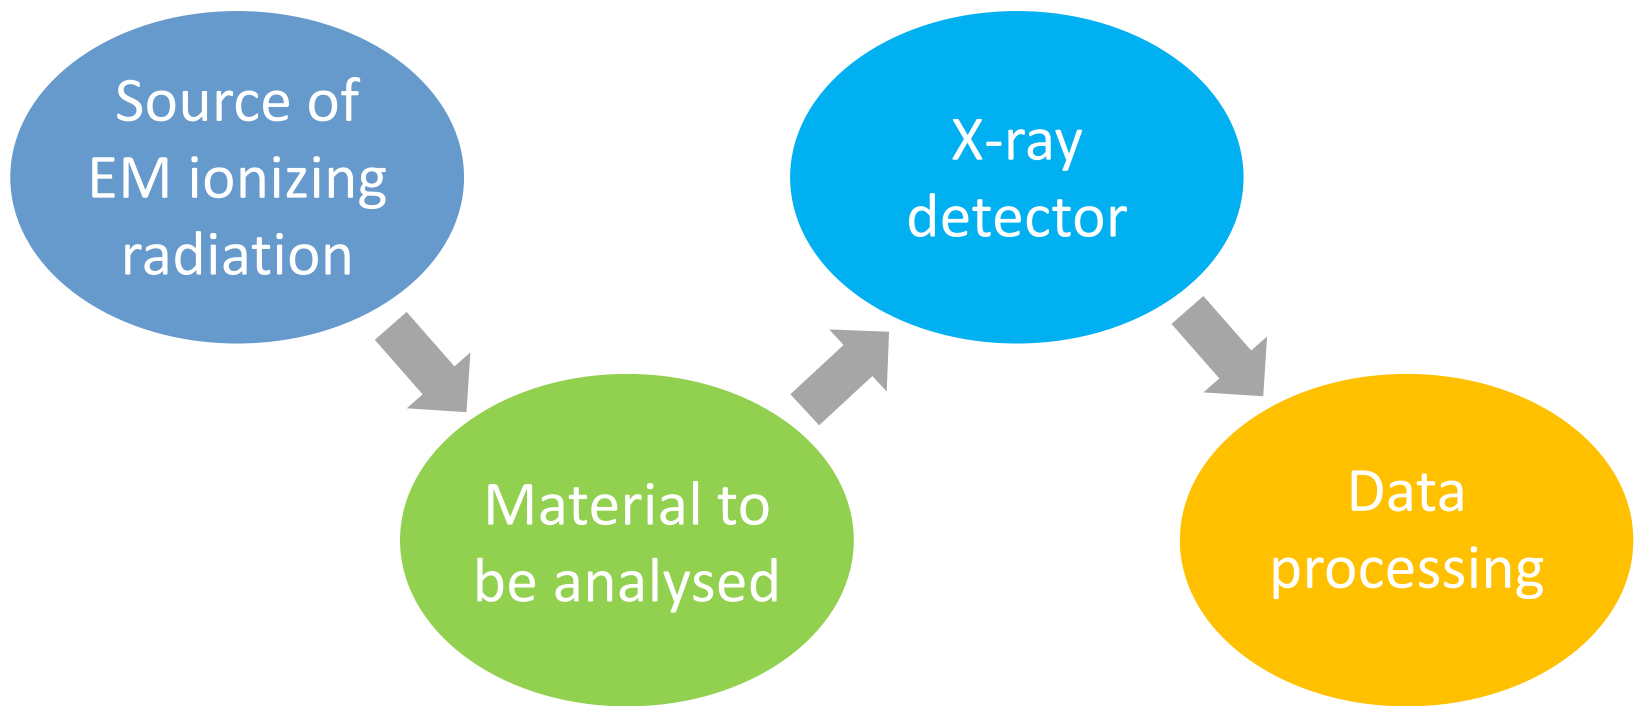 Source of
EM ionizing
radiation
Material to
be analysed
X-ray
detector
Data
processing